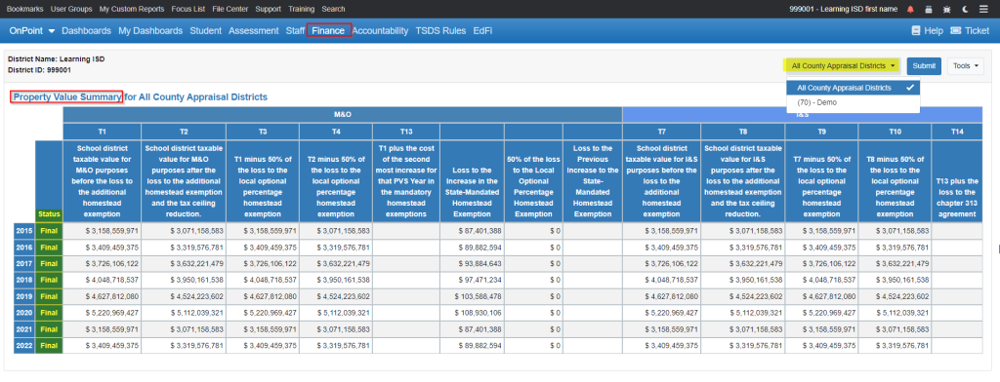 Bookmarks User Groups My Custom Reports Focus List File Center Support Training Search 999001 - Learning ISD first name
OnPoint Dashboards My Dashboards Student Assessment Staff Finance Accountability TSDS Rules EdFi Help Ticket
District Name: Learning ISD
District ID: 999001
All County Appraisal Districts Submit Tools
All County Appraisal Districts
(70) - Demo
Property Value Summary for All County Appraisal Districts
M&O I&S
T1 T2 T3 T4 T13 T7 T8 T9 T10 T14
Status
School district taxable value for M&O purposes before the loss to the additional homestead exemption
School district taxable value for M&O purposes after the loss to the additional homestead exemption and the tax ceiling reduction.
T1 minus 50% of the loss to the local optional percentage homestead exemption
T2 minus 50% of the loss to the local optional percentage homestead exemption
T1 plus the cost of the second most increase for that PVS Year in the mandatory homestead exemptions
Loss to the Increase in the State-Mandated Homestead Exemption
50% of the loss to the Local Optional Percentage Homestead Exemption
Loss to the Previous Increase to the State-Mandated Homestead Exemption
School district taxable value for I&S purposes before the loss to the additional homestead exemption
School district taxable value for I&S purposes after the loss to the additional homestead exemption and the tax ceiling reduction.
T7 minus 50% of the loss to the local optional percentage homestead exemption
T8 minus 50% of the loss to the local optional percentage homestead exemption
T13 plus the loss to the chapter 313 agreement
2015 Final $ 3,158,559,971 $ 3,071,158,583 $ 3,158,559,971 $ 3,071,158,583 $ 87,401,388 $ 0 $ 3,158,559,971 $ 3,071,158,583 $ 3,158,559,971 $ 3,071,158,583
2016 Final $ 3,409,459,375 $ 3,319,576,781 $ 3,409,459,375 $ 3,319,576,781 $ 89,882,594 $ 0 $ 3,409,459,375 $ 3,319,576,781 $ 3,409,459,375 $ 3,319,576,781
2017 Final $ 3,726,106,122 $ 3,632,221,479 $ 3,726,106,122 $ 3,632,221,479 $ 93,884,643 $ 0 $ 3,726,106,122 $ 3,632,221,479 $ 3,726,106,122 $ 3,632,221,479
2018 Final $ 4,048,718,537 $ 3,950,161,538 $ 4,048,718,537 $ 3,950,161,538 $ 97,471,234 $ 0 $ 4,048,718,537 $ 3,950,161,538 $ 4,048,718,537 $ 3,950,161,538
2019 Final $ 4,627,812,080 $ 4,524,223,602 $ 4,627,812,080 $ 4,524,223,602 $ 103,588,478 $ 0 $ 4,627,812,080 $ 4,524,223,602 $ 4,627,812,080 $ 4,524,223,602
2020 Final $ 5,220,969,427 $ 5,112,039,321 $ 5,220,969,427 $ 5,112,039,321 $ 108,930,106 $ 0 $ 5,220,969,427 $ 5,112,039,321 $ 5,220,969,427 $ 5,112,039,321
2021 Final $ 3,158,559,971 $ 3,071,158,583 $ 3,158,559,971 $ 3,071,158,583 $ 87,401,388 $ 0 $ 3,158,559,971 $ 3,071,158,583 $ 3,158,559,971 $ 3,071,158,583
2022 Final $ 3,409,459,375 $ 3,319,576,781 $ 3,409,459,375 $ 3,319,576,781 $ 89,882,594 $ 0 $ 3,409,459,375 $ 3,319,576,781 $ 3,409,459,375 $ 3,319,576,781